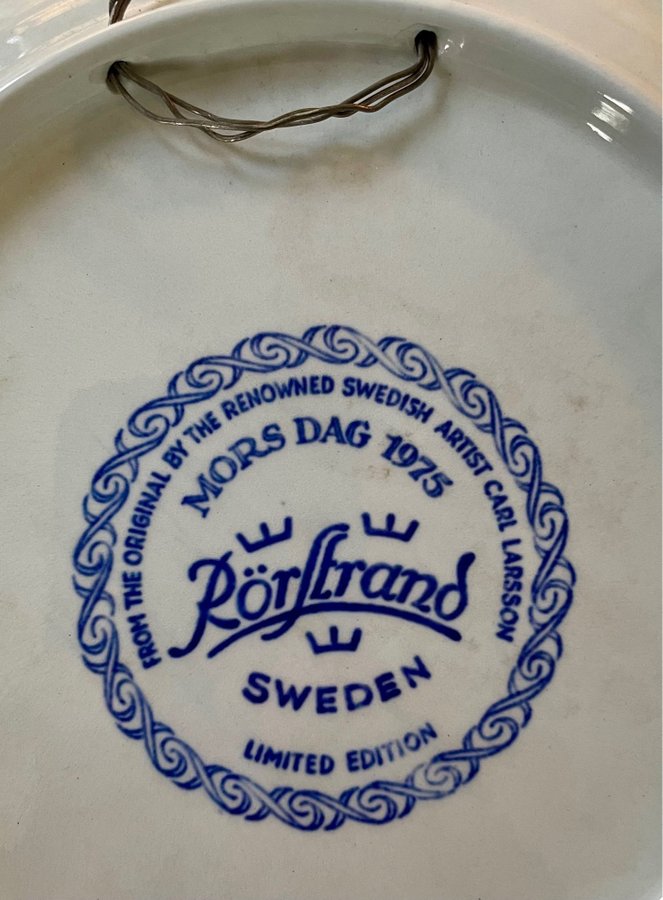 FROM THE ORIGINAL BY THE RENOWNED SWEDISH ARTIST CARL LARSSON
MORS DAG 1975
Rörstrand
SWEDEN
LIMITED EDITION